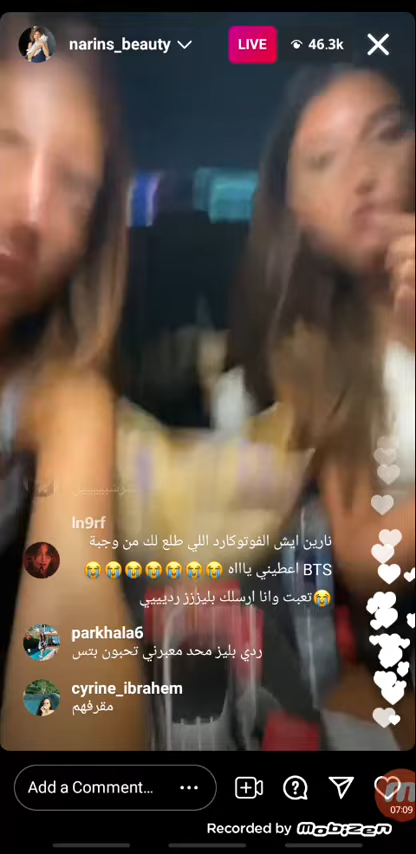 narins_beauty
LIVE
46.3k
ln9rf
نارين ايش الفوتوكارد اللي طلع لك من وجبة
BTS اعطيني ياااه 😭😭😭😭😭😭😭
😭تعبت وانا ارسلك بليززز ردييييي
parkhala6
ردي بليز محد معبرني تحبون بتس
cyrine_ibrahem
مقرفهم
Add a Comment...
07:09
Recorded by MOBIZEN